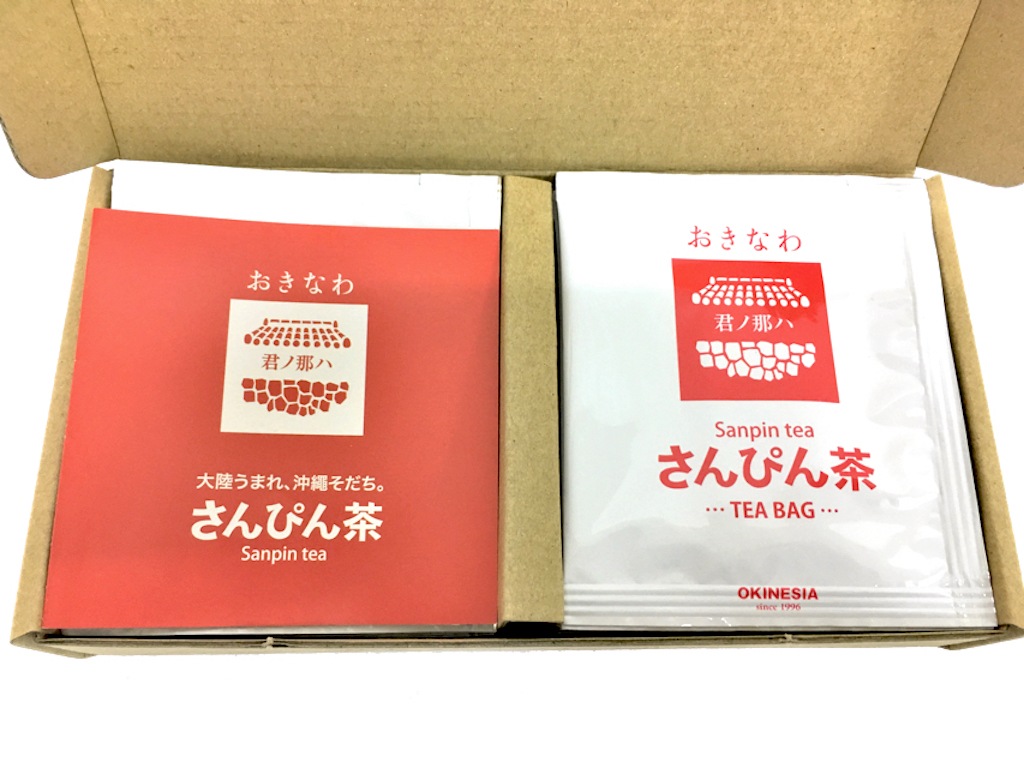 おきなわ
君ノ那ハ
大陸うまれ、沖縄そだち。
さんぴん茶
Sanpin tea
おきなわ
君ノ那ハ
Sanpin tea
さんぴん茶
… TEA BAG …
OKINESIA
since 1996